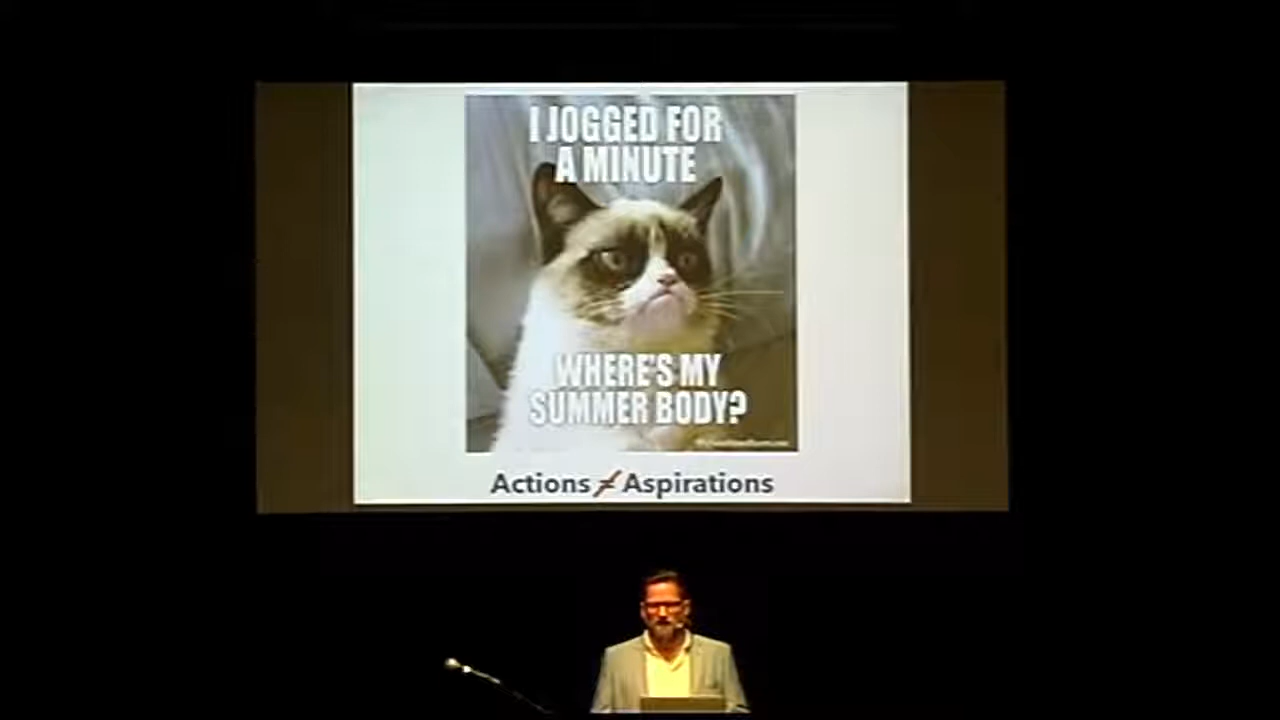 I JOGGED FOR
A MINUTE
WHERE'S MY
SUMMER BODY?
Actions ≠ Aspirations